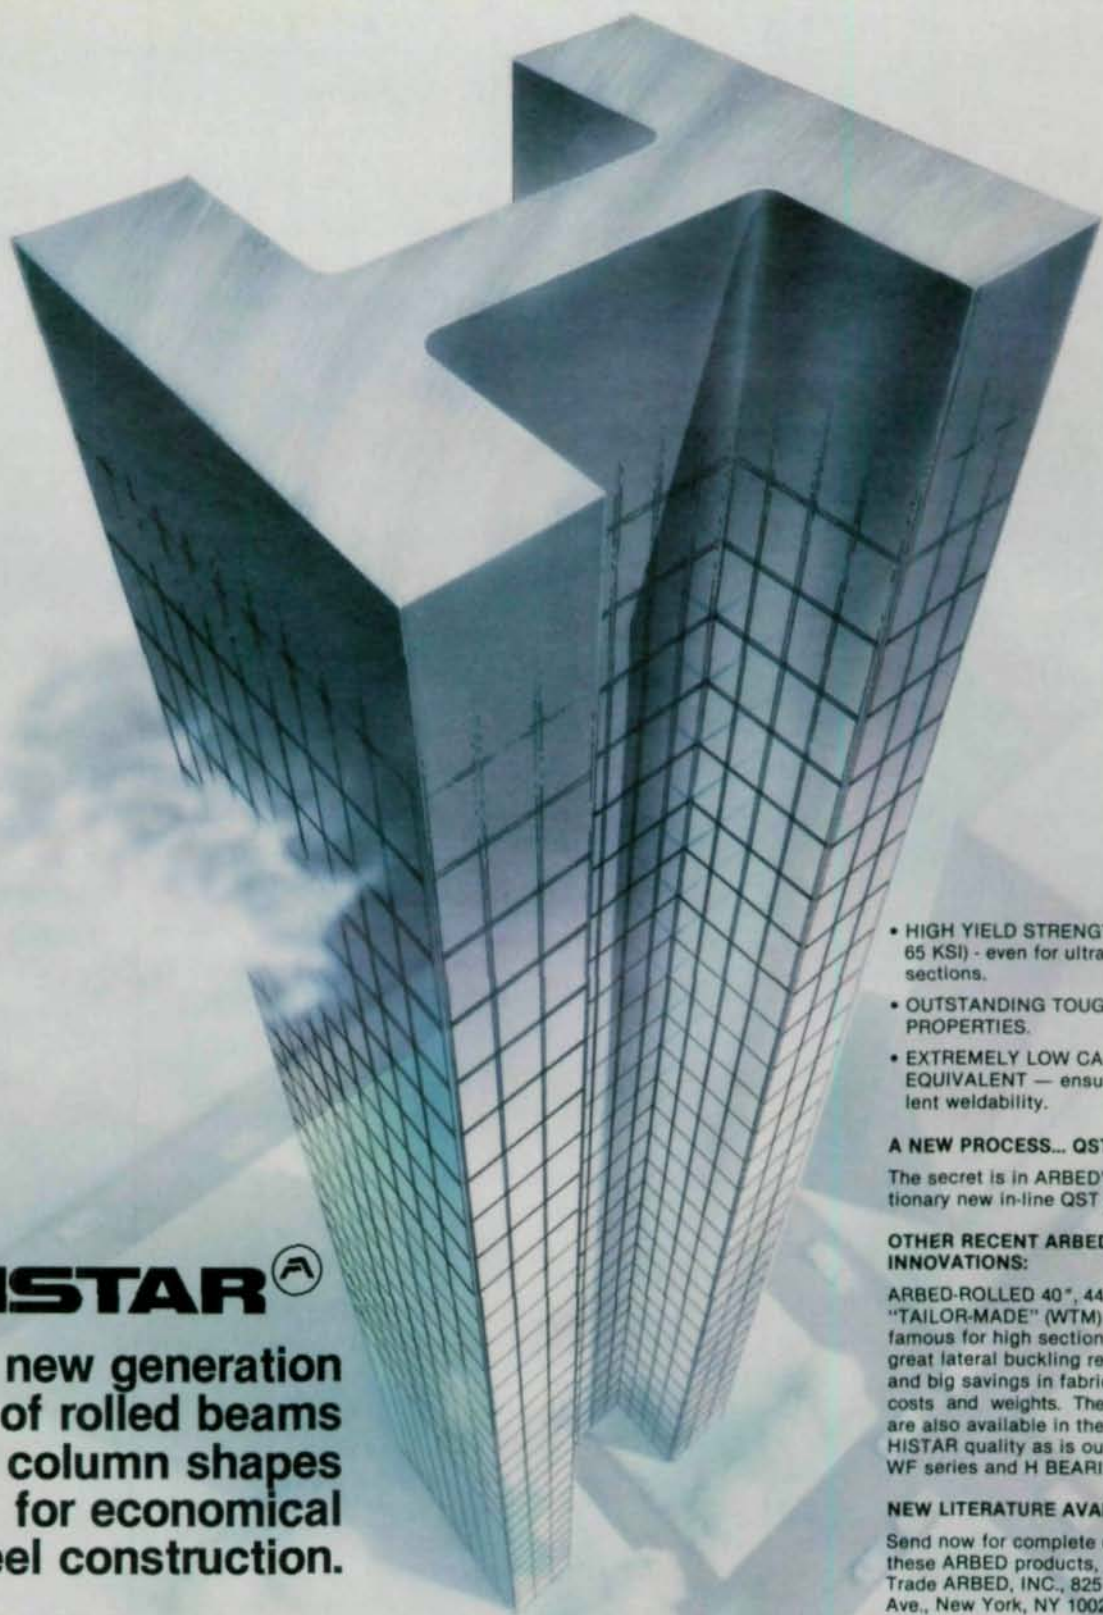 ISTAR
new generation
of rolled beams
column shapes
for economical
eel construction.
• HIGH YIELD STRENG
65 KSI) - even for ultra
sections.
• OUTSTANDING TOUG
PROPERTIES.
• EXTREMELY LOW CA
EQUIVALENT — ensu
lent weldability.
A NEW PROCESS... QST
The secret is in ARBED'
tionary new in-line QST
OTHER RECENT ARBED
INNOVATIONS:
ARBED-ROLLED 40", 44
"TAILOR-MADE" (WTM)
famous for high section
great lateral buckling re
and big savings in fabric
costs and weights. The
are also available in the
HISTAR quality as is ou
WF series and H BEARI
NEW LITERATURE AVA
Send now for complete
these ARBED products,
Trade ARBED, INC., 825
Ave., New York, NY 1002